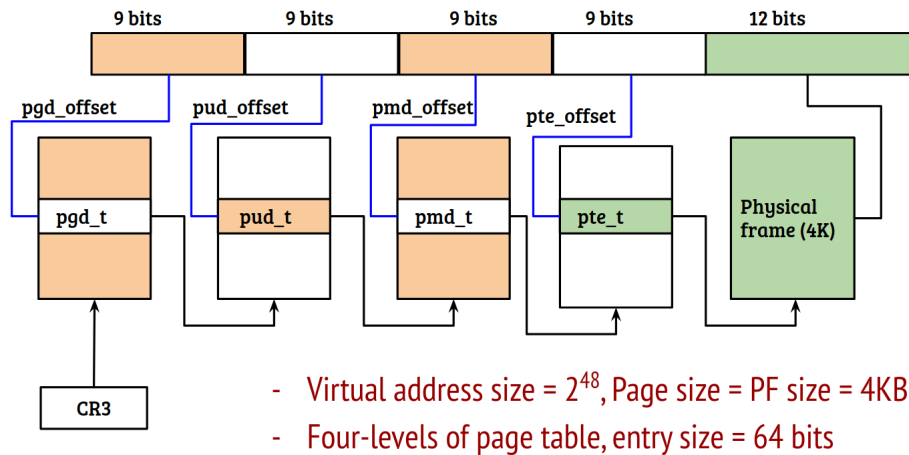 9 bits 9 bits 9 bits 9 bits 12 bits
pgd_offset pud_offset pmd_offset pte_offset
pgd_t pud_t pmd_t pte_t Physical
frame (4K)
CR3
- Virtual address size = 2⁴⁸, Page size = PF size = 4KB
- Four-levels of page table, entry size = 64 bits